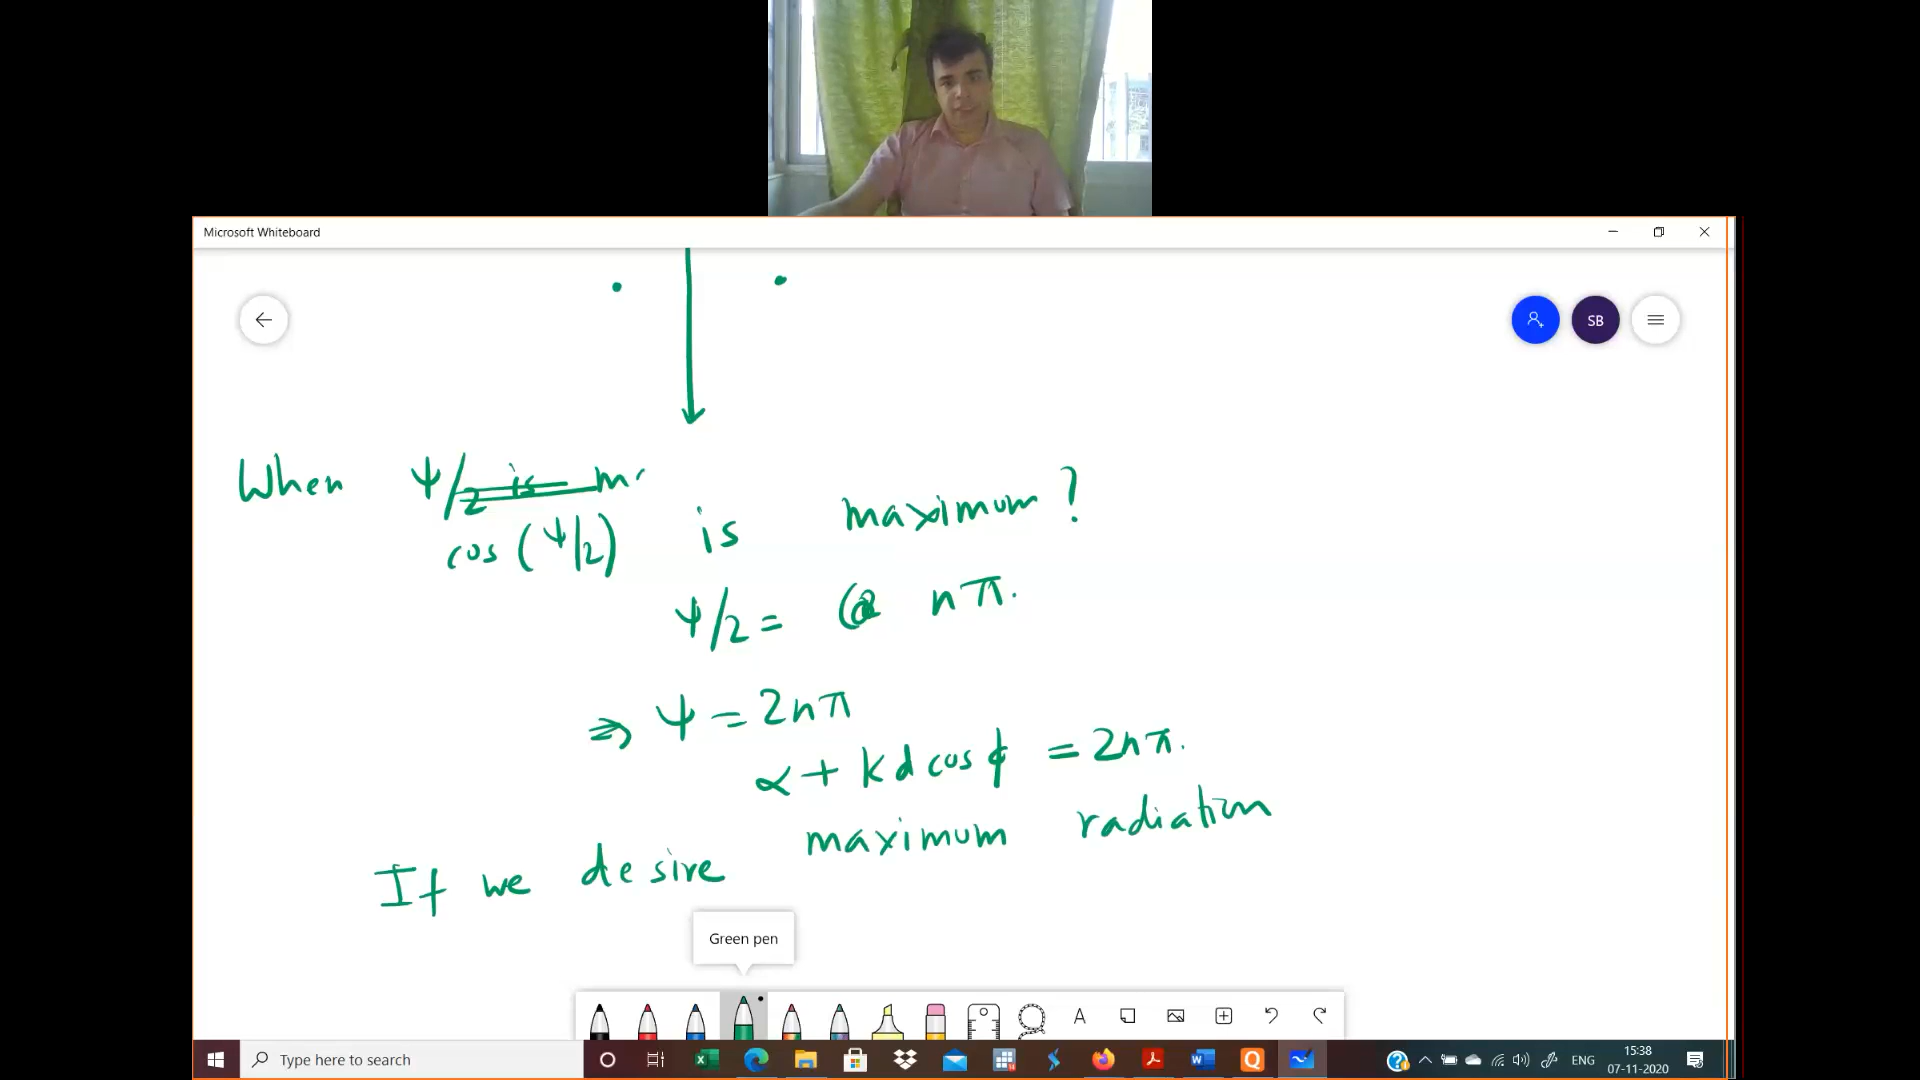 Microsoft Whiteboard
SB
When ψ/2 is
cos (ψ/2) is maximum?
ψ/2 = nπ.
⇒ ψ = 2nπ
α + kd cos ϕ = 2nπ.
If we desire maximum radiation
Green pen
A
Type here to search
ENG
15:38
07-11-2020